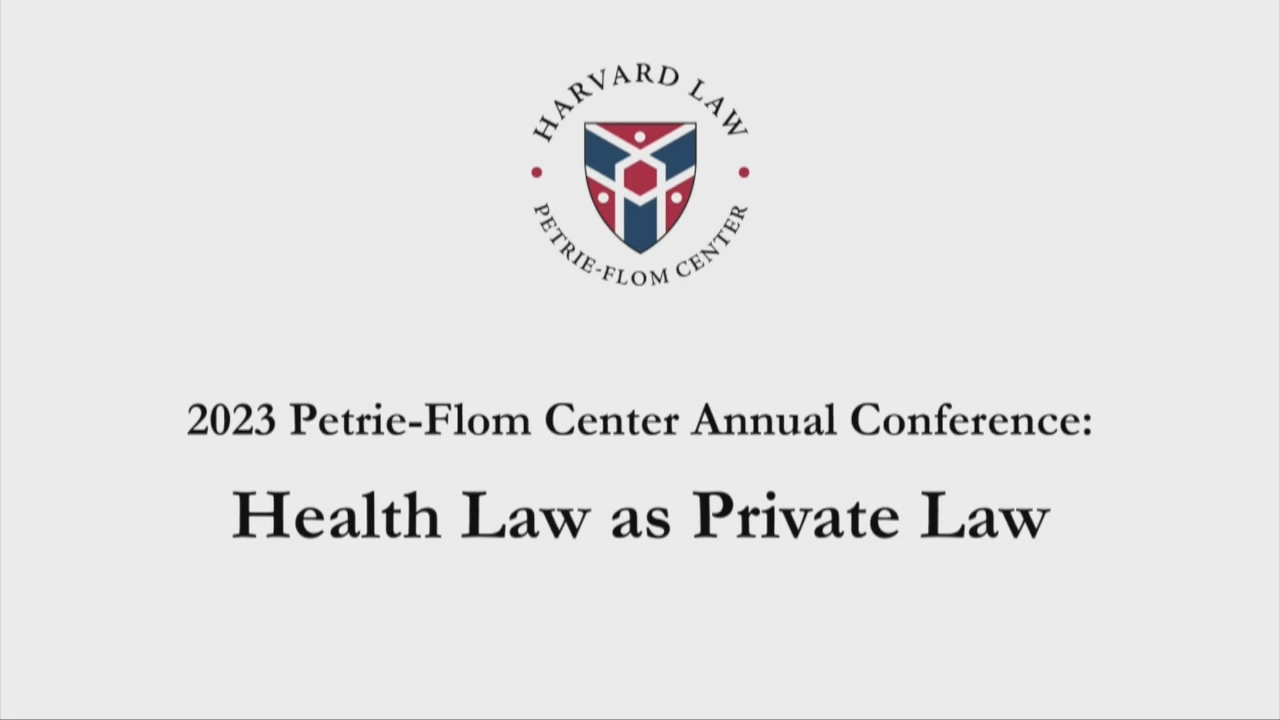 HARVARD LAW
PETRIE-FLOM CENTER
2023 Petrie-Flom Center Annual Conference:
Health Law as Private Law